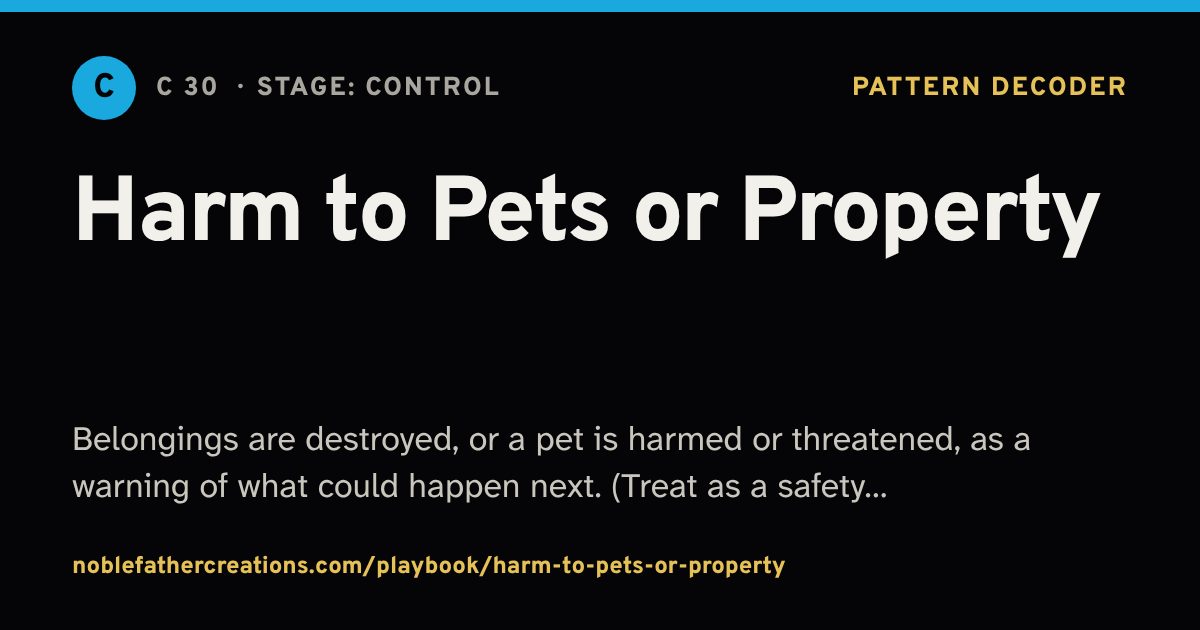 C C 30 · STAGE: CONTROL PATTERN DECODER
Harm to Pets or Property
Belongings are destroyed, or a pet is harmed or threatened, as a
warning of what could happen next. (Treat as a safety...
noblefathercreations.com/playbook/harm-to-pets-or-property